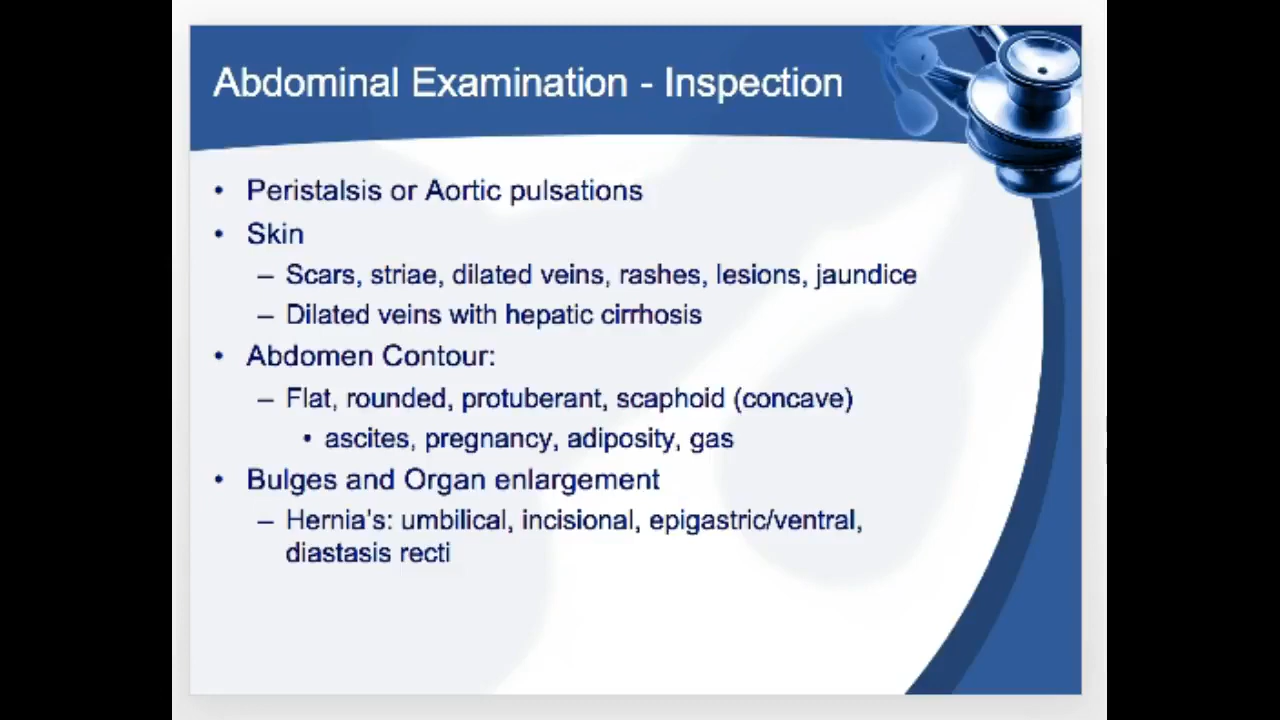 Abdominal Examination - Inspection
• Peristalsis or Aortic pulsations
• Skin
– Scars, striae, dilated veins, rashes, lesions, jaundice
– Dilated veins with hepatic cirrhosis
• Abdomen Contour:
– Flat, rounded, protuberant, scaphoid (concave)
• ascites, pregnancy, adiposity, gas
• Bulges and Organ enlargement
– Hernia's: umbilical, incisional, epigastric/ventral,
diastasis recti